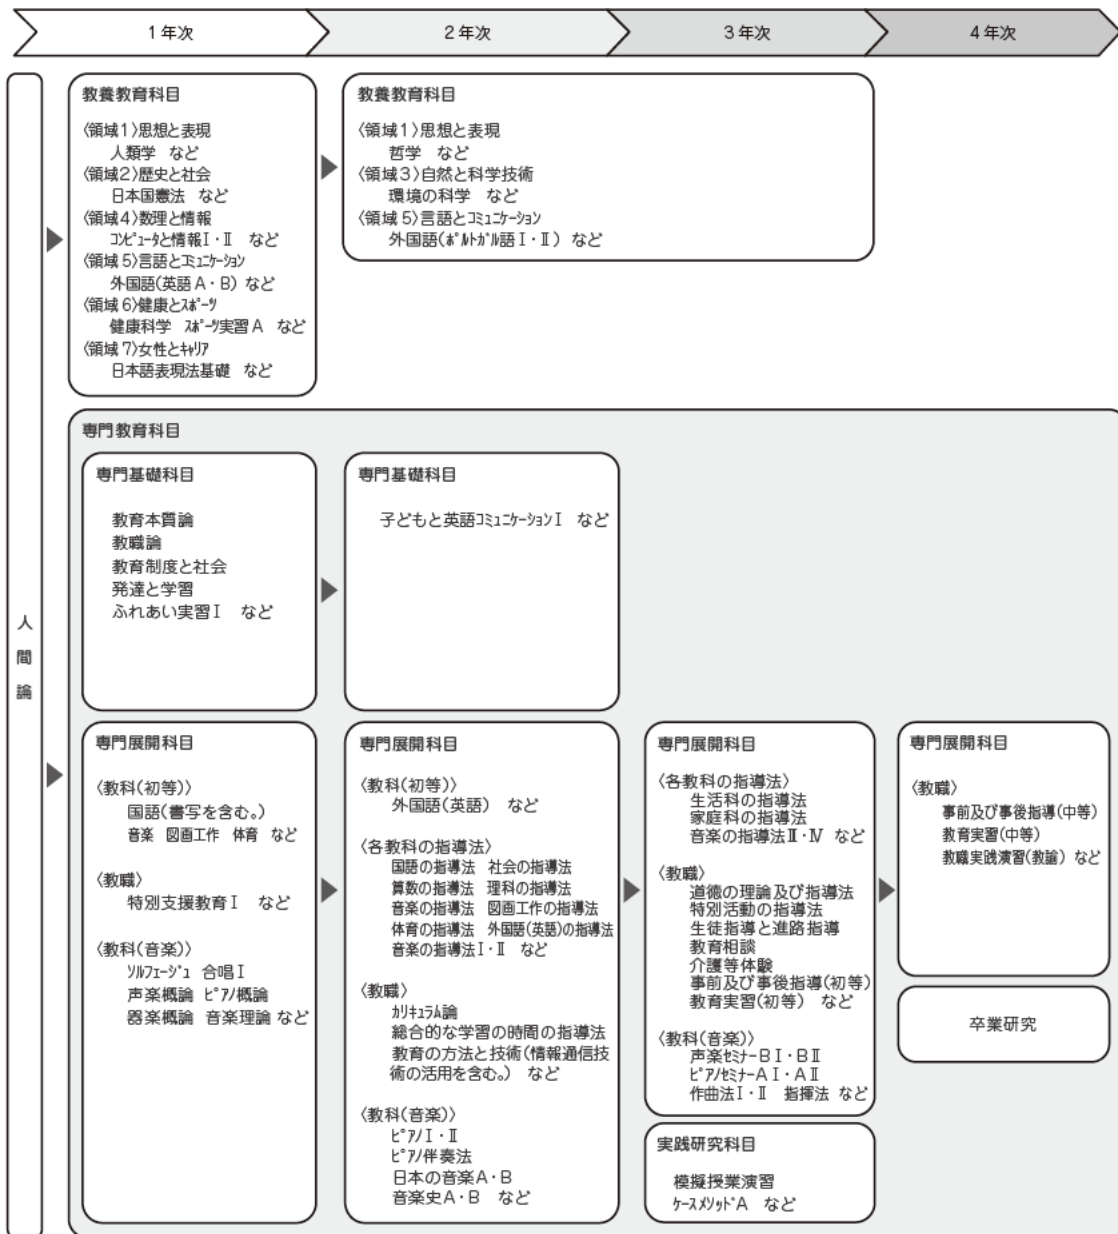 1年次
2年次
3年次
4年次
人間論
教養教育科目
〈領域1〉思想と表現
人類学 など
〈領域2〉歴史と社会
日本国憲法 など
〈領域4〉数理と情報
コンピュータと情報Ⅰ・Ⅱ など
〈領域5〉言語とコミュニケーション
外国語(英語A・B) など
〈領域6〉健康とスポーツ
健康科学 スポーツ実習A など
〈領域7〉女性とキャリア
日本語表現法基礎 など
教養教育科目
〈領域1〉思想と表現
哲学 など
〈領域3〉自然と科学技術
環境の科学 など
〈領域5〉言語とコミュニケーション
外国語(ポルトガル語Ⅰ・Ⅱ) など
専門教育科目
専門基礎科目
教育本質論
教職論
教育制度と社会
発達と学習
ふれあい実習Ⅰ など
専門基礎科目
子どもと英語コミュニケーションⅠ など
専門展開科目
〈教科(初等)〉
国語(書写を含む。)
音楽 図画工作 体育 など
〈教職〉
特別支援教育Ⅰ など
〈教科(音楽)〉
ソルフェージュ 合唱Ⅰ
声楽概論 ピアノ概論
器楽概論 音楽理論 など
専門展開科目
〈教科(初等)〉
外国語(英語) など
〈各教科の指導法〉
国語の指導法 社会の指導法
算数の指導法 理科の指導法
音楽の指導法 図画工作の指導法
体育の指導法 外国語(英語)の指導法
音楽の指導法Ⅰ・Ⅱ など
〈教職〉
カリキュラム論
総合的な学習の時間の指導法
教育の方法と技術(情報通信技
術の活用を含む。) など
〈教科(音楽)〉
ピアノⅠ・Ⅱ
ピアノ伴奏法
日本の音楽A・B
音楽史A・B など
専門展開科目
〈各教科の指導法〉
生活科の指導法
家庭科の指導法
音楽の指導法Ⅲ・Ⅳ など
〈教職〉
道徳の理論及び指導法
特別活動の指導法
生徒指導と進路指導
教育相談
介護等体験
事前及び事後指導(初等)
教育実習(初等) など
〈教科(音楽)〉
声楽セミナーBⅠ・BⅡ
ピアノセミナーAⅠ・AⅡ
作曲法Ⅰ・Ⅱ 指揮法 など
実践研究科目
模擬授業演習
ケースメソッドA など
専門展開科目
〈教職〉
事前及び事後指導(中等)
教育実習(中等)
教職実践演習(教諭) など
卒業研究